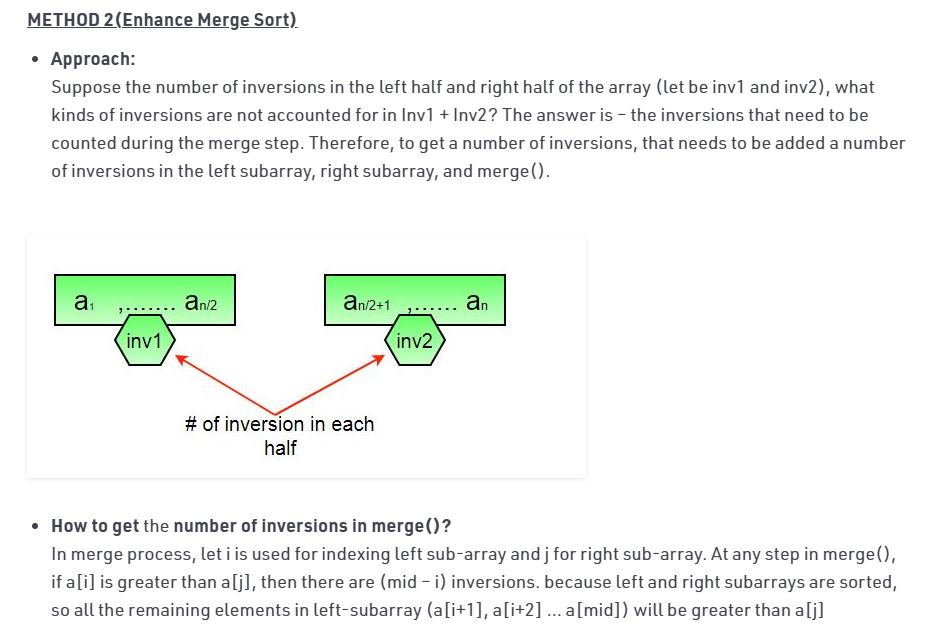 METHOD 2(Enhance Merge Sort)
• Approach:
Suppose the number of inversions in the left half and right half of the array (let be inv1 and inv2), what
kinds of inversions are not accounted for in Inv1 + Inv2? The answer is – the inversions that need to be
counted during the merge step. Therefore, to get a number of inversions, that needs to be added a number
of inversions in the left subarray, right subarray, and merge().
a1 ,....... an/2
an/2+1 ,...... an
inv1
inv2
# of inversion in each
half
• How to get the number of inversions in merge()?
In merge process, let i is used for indexing left sub-array and j for right sub-array. At any step in merge(),
if a[i] is greater than a[j], then there are (mid – i) inversions. because left and right subarrays are sorted,
so all the remaining elements in left-subarray (a[i+1], a[i+2] … a[mid]) will be greater than a[j]